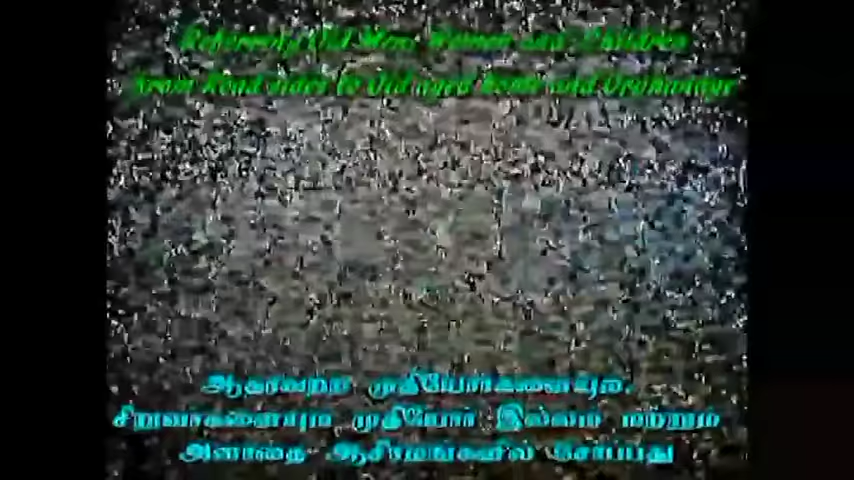 Referring Old Men, Women and Children
from Road sides to Old aged home and Orphanage
ஆதரவற்ற முதியோர்களையும்,
சிறுவர்களையும் முதியோர் இல்லம் மற்றும்
அனாதை ஆசிரமங்களில் சேர்ப்பது